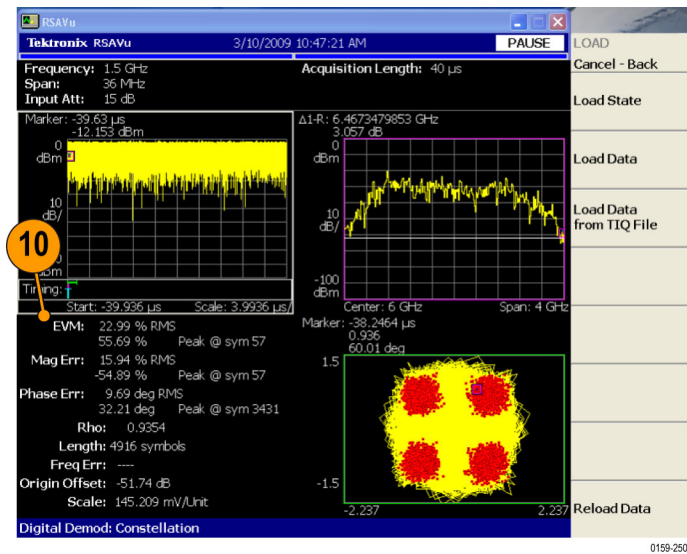 RSAVu
Tektronix RSAVu 3/10/2009 10:47:21 AM PAUSE
LOAD
Cancel - Back
Load State
Load Data
Load Data
from TIQ File
Reload Data
Frequency: 1.5 GHz Acquisition Length: 40 µs
Span: 36 MHz
Input Att: 15 dB
Marker: -39.63 µs
-12.153 dBm
0
dBm
10
dB/
Timing:
Start: -39.936 µs Scale: 3.9936 µs/
Δ1-R: 6.4673479853 GHz
3.057 dB
0
dBm
10
dB/
-100
dBm
Center: 6 GHz Span: 4 GHz
10
EVM: 22.99 % RMS
55.69 % Peak @ sym 57
Mag Err: 15.94 % RMS
-54.89 % Peak @ sym 57
Phase Err: 9.69 deg RMS
32.21 deg Peak @ sym 3431
Rho: 0.9354
Length: 4916 symbols
Freq Err: ----
Origin Offset: -51.74 dB
Scale: 145.209 mV/Unit
Marker: -38.2464 µs
0.936
60.01 deg
1.5
-1.5
-2.237 2.237
Digital Demod: Constellation
0159-250